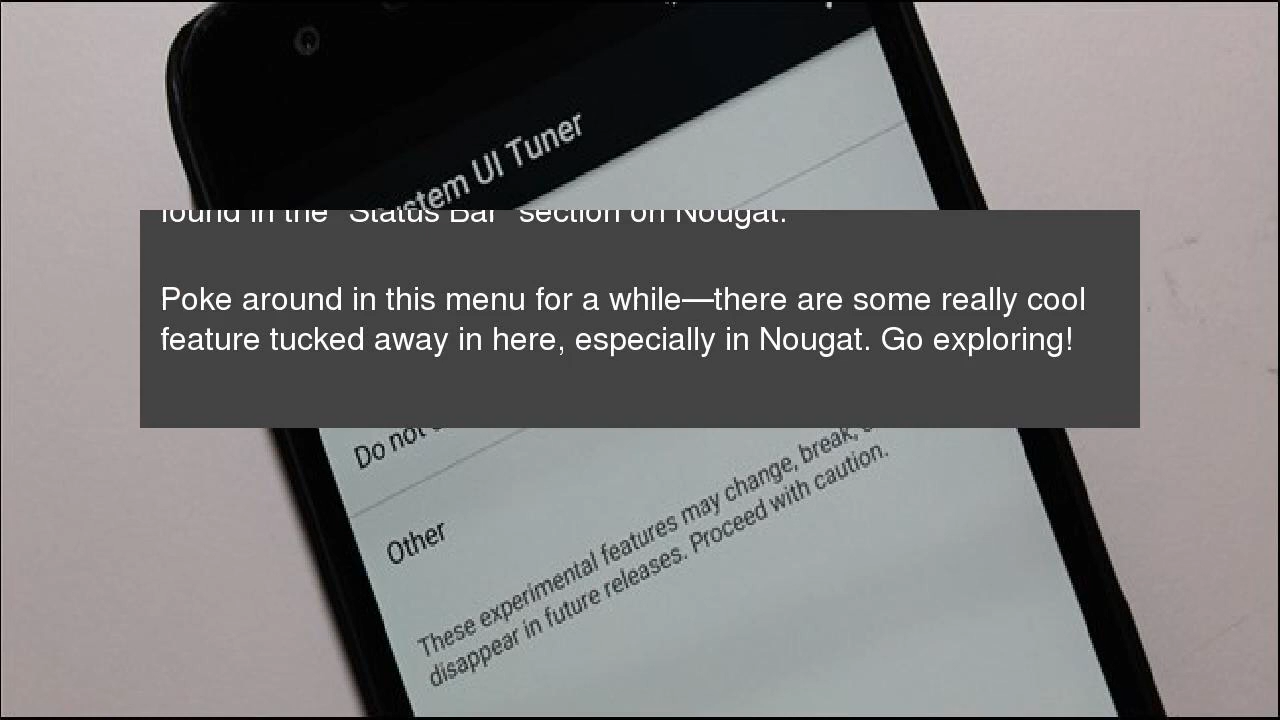 UI Tuner
found in the "Status Bar" section on Nougat.
Poke around in this menu for a while—there are some really cool
feature tucked away in here, especially in Nougat. Go exploring!
Do not
Other
These experimental features may change, break,
disappear in future releases. Proceed with caution.